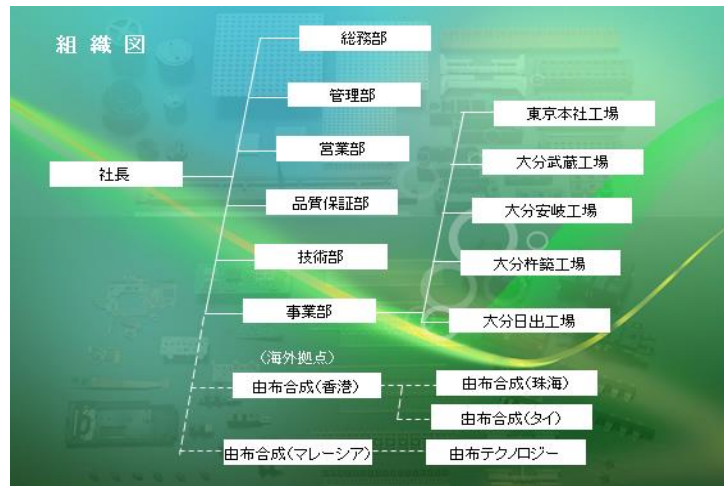 組織図
総務部
管理部
営業部
社長
品質保証部
技術部
事業部
東京本社工場
大分武蔵工場
大分安岐工場
大分杵築工場
大分日出工場
（海外拠点）
由布合成（香港）
由布合成（珠海）
由布合成（タイ）
由布合成（マレーシア）
由布テクノロジー